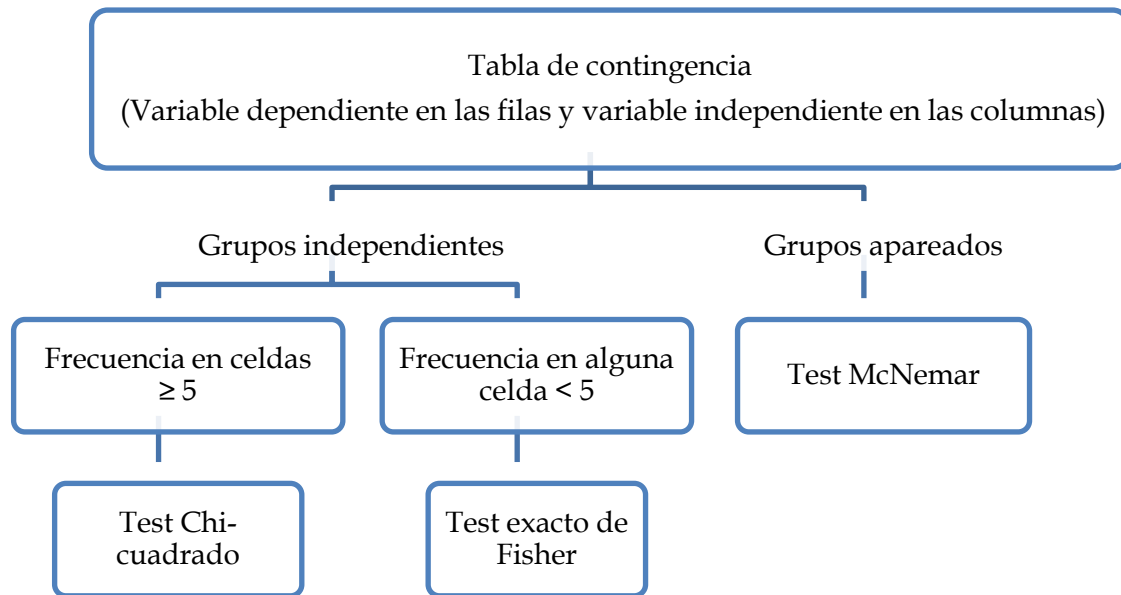 Tabla de contingencia
(Variable dependiente en las filas y variable independiente en las columnas)
Grupos independientes
Grupos apareados
Frecuencia en celdas
≥ 5
Frecuencia en alguna
celda < 5
Test McNemar
Test Chi-
cuadrado
Test exacto de
Fisher